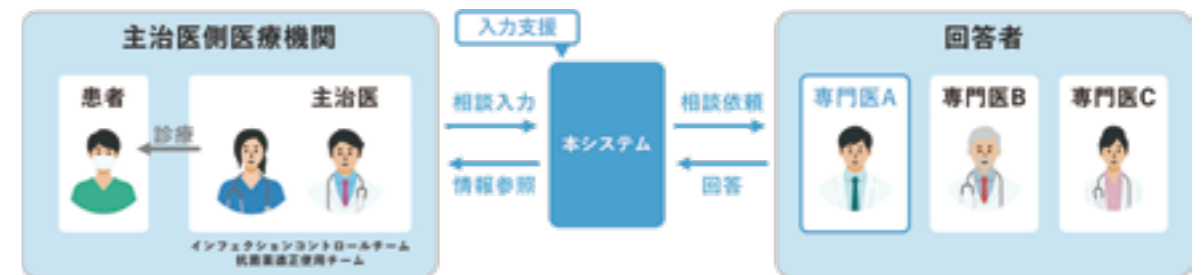 主治医側医療機関
患者
診療
主治医
インフェクションコントロールチーム
抗菌薬適正使用チーム
入力支援
相談入力
情報参照
本システム
相談依頼
回答
回答者
専門医A
専門医B
専門医C